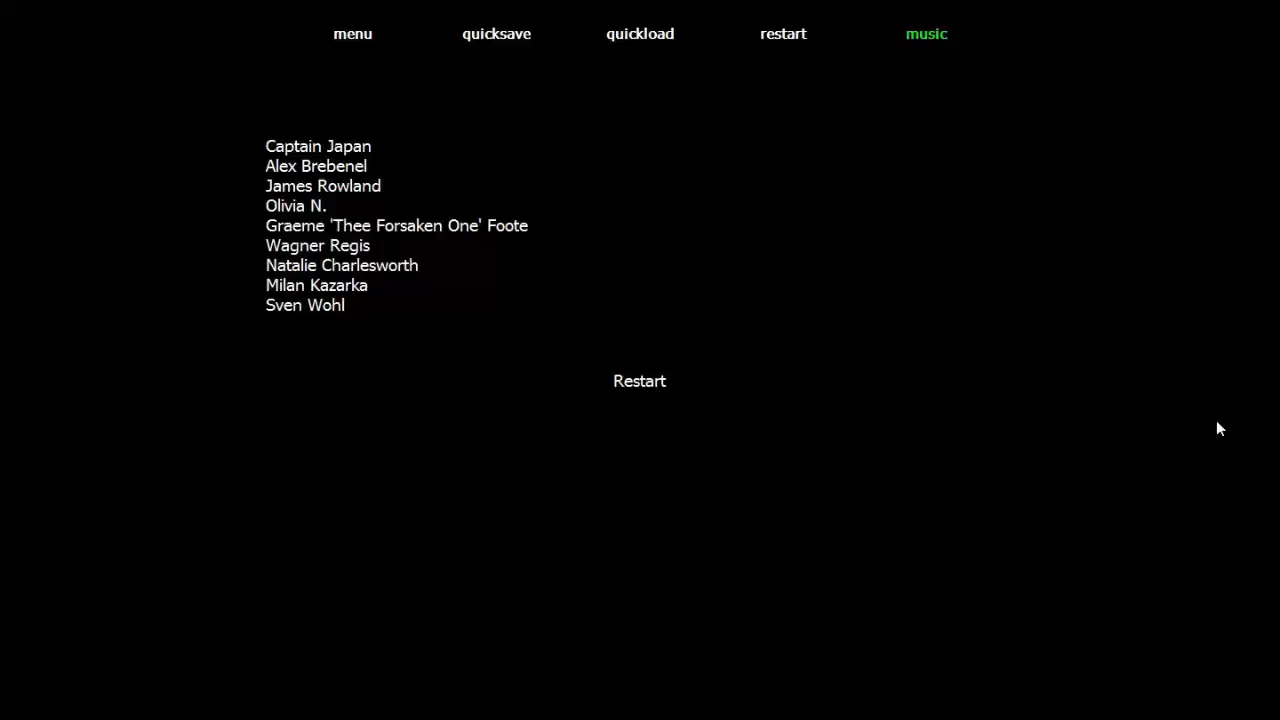 menu quicksave quickload restart music
Captain Japan
Alex Brebenel
James Rowland
Olivia N.
Graeme 'Thee Forsaken One' Foote
Wagner Regis
Natalie Charlesworth
Milan Kazarka
Sven Wohl
Restart